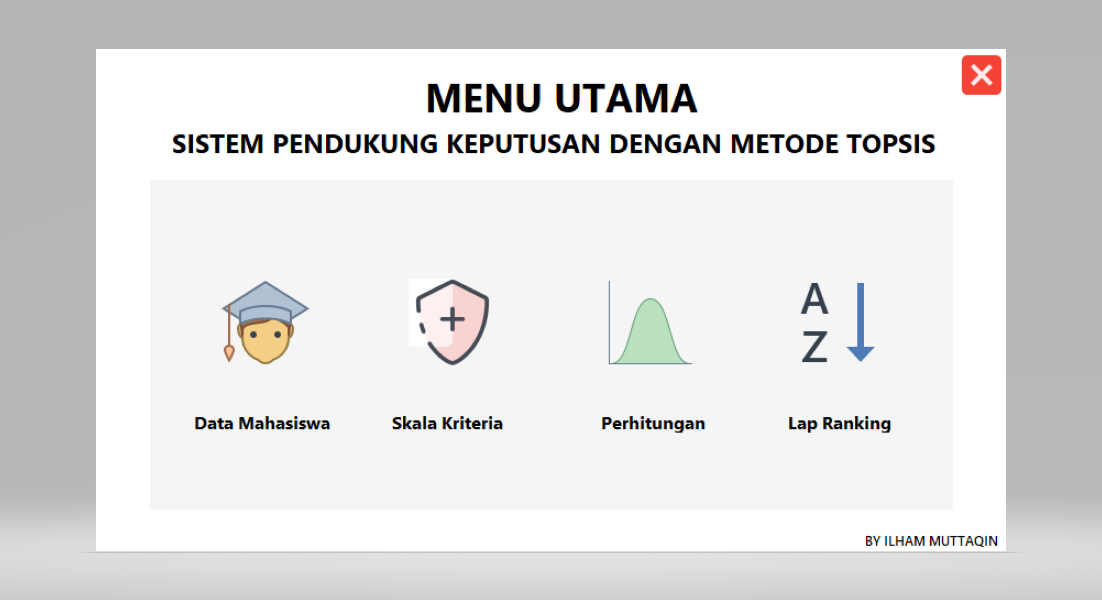 MENU UTAMA
SISTEM PENDUKUNG KEPUTUSAN DENGAN METODE TOPSIS
A
Z
Data Mahasiswa
Skala Kriteria
Perhitungan
Lap Ranking
BY ILHAM MUTTAQIN